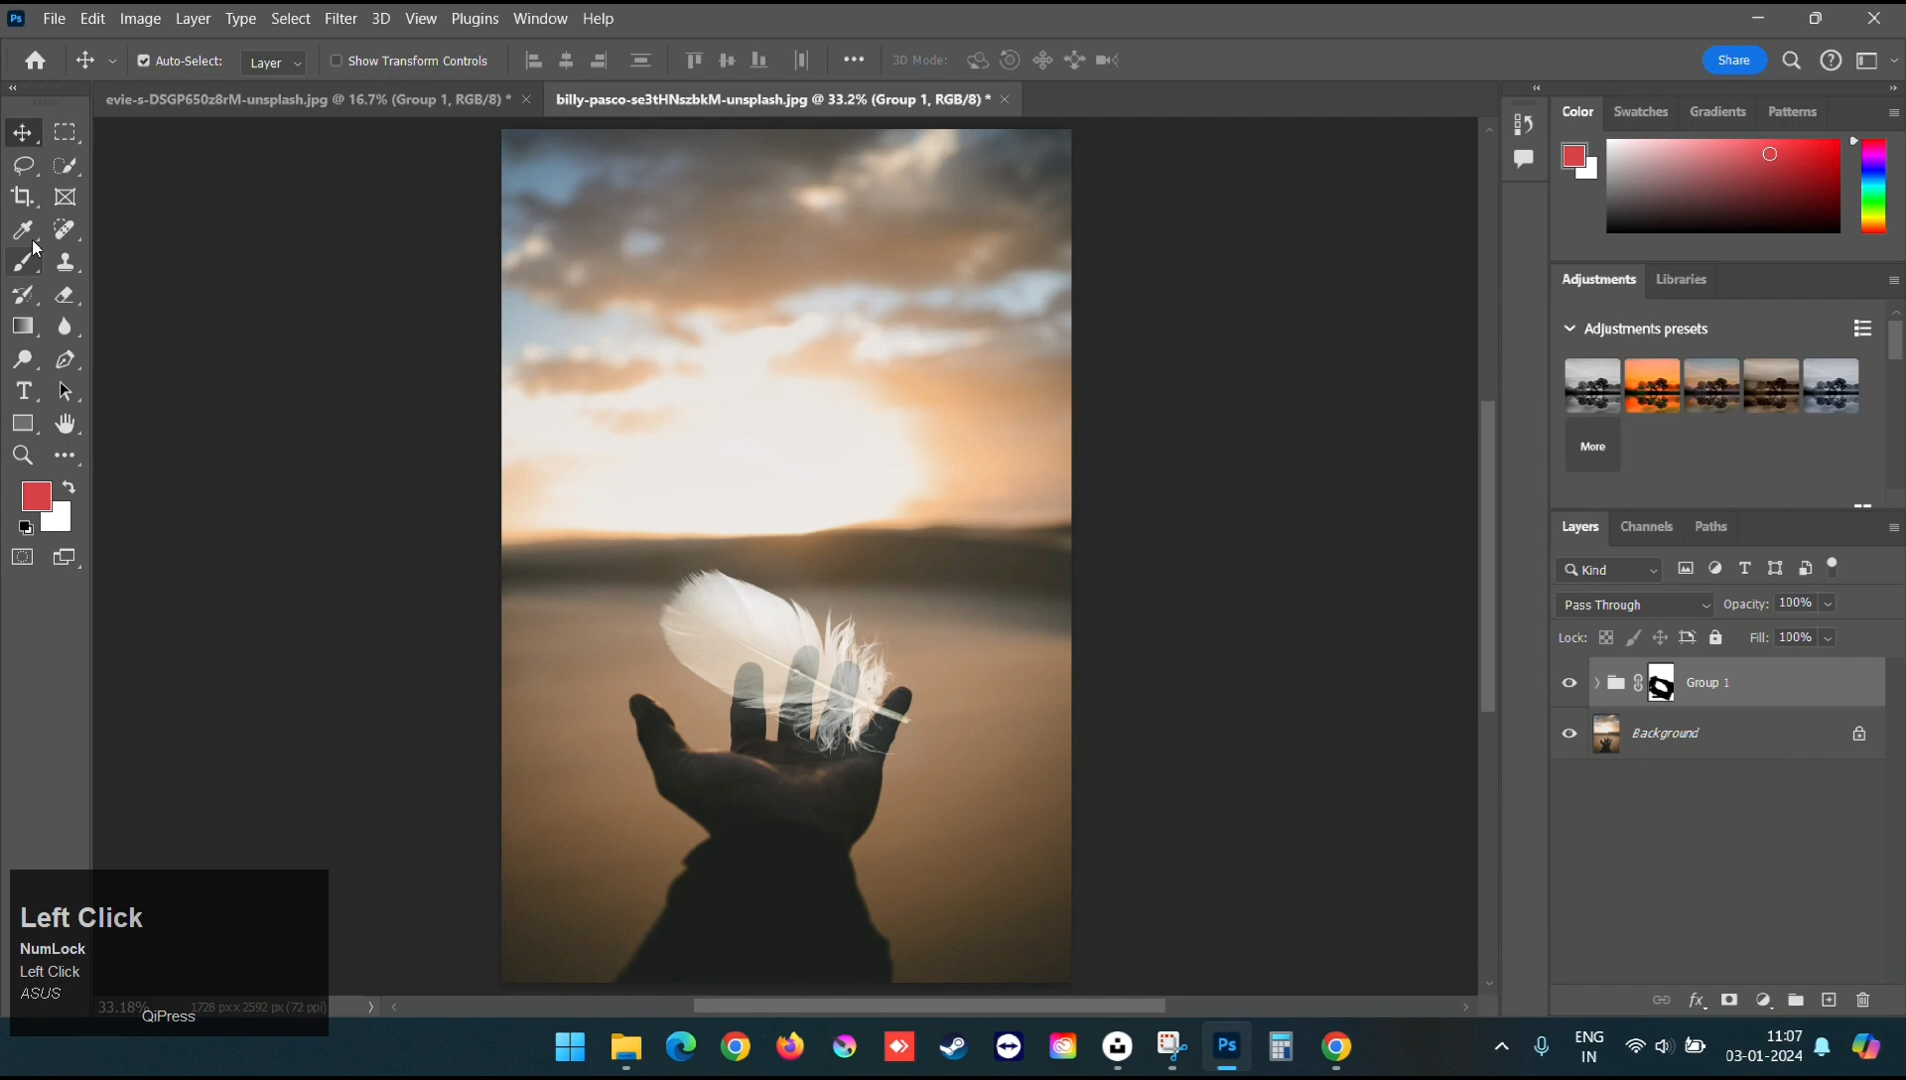 Ps File Edit Image Layer Type Select Filter 3D View Plugins Window Help
Auto-Select: Layer Show Transform Controls 3D Mode: Share
evie-s-DSGP650z8rM-unsplash.jpg @ 16.7% (Group 1, RGB/8) * billy-pasco-se3tHNszbkM-unsplash.jpg @ 33.2% (Group 1, RGB/8) *
Color Swatches Gradients Patterns
Adjustments Libraries
Adjustments presets
More
Layers Channels Paths
Kind
Pass Through Opacity: 100%
Lock: Fill: 100%
Group 1
Background
Left Click
NumLock
Left Click
ASUS
33.18% 1728 px x 2592 px (72 ppi)
QiPress
Ps
ENG
IN
11:07
03-01-2024